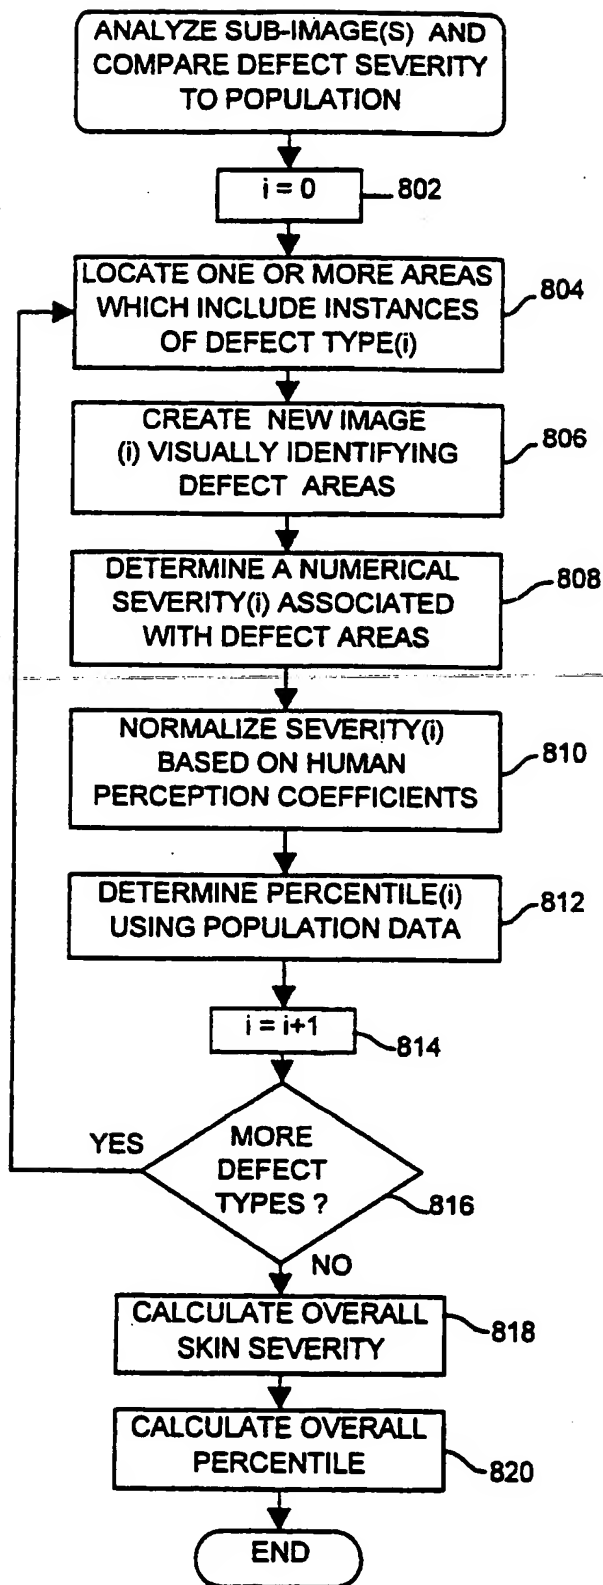 ANALYZE SUB-IMAGE(S) AND
COMPARE DEFECT SEVERITY
TO POPULATION
i = 0
802
LOCATE ONE OR MORE AREAS
WHICH INCLUDE INSTANCES
OF DEFECT TYPE(i)
804
CREATE NEW IMAGE
(i) VISUALLY IDENTIFYING
DEFECT AREAS
806
DETERMINE A NUMERICAL
SEVERITY(i) ASSOCIATED
WITH DEFECT AREAS
808
NORMALIZE SEVERITY(i)
BASED ON HUMAN
PERCEPTION COEFFICIENTS
810
DETERMINE PERCENTILE(i)
USING POPULATION DATA
812
i = i+1
814
YES
MORE
DEFECT
TYPES ?
816
NO
CALCULATE OVERALL
SKIN SEVERITY
818
CALCULATE OVERALL
PERCENTILE
820
END